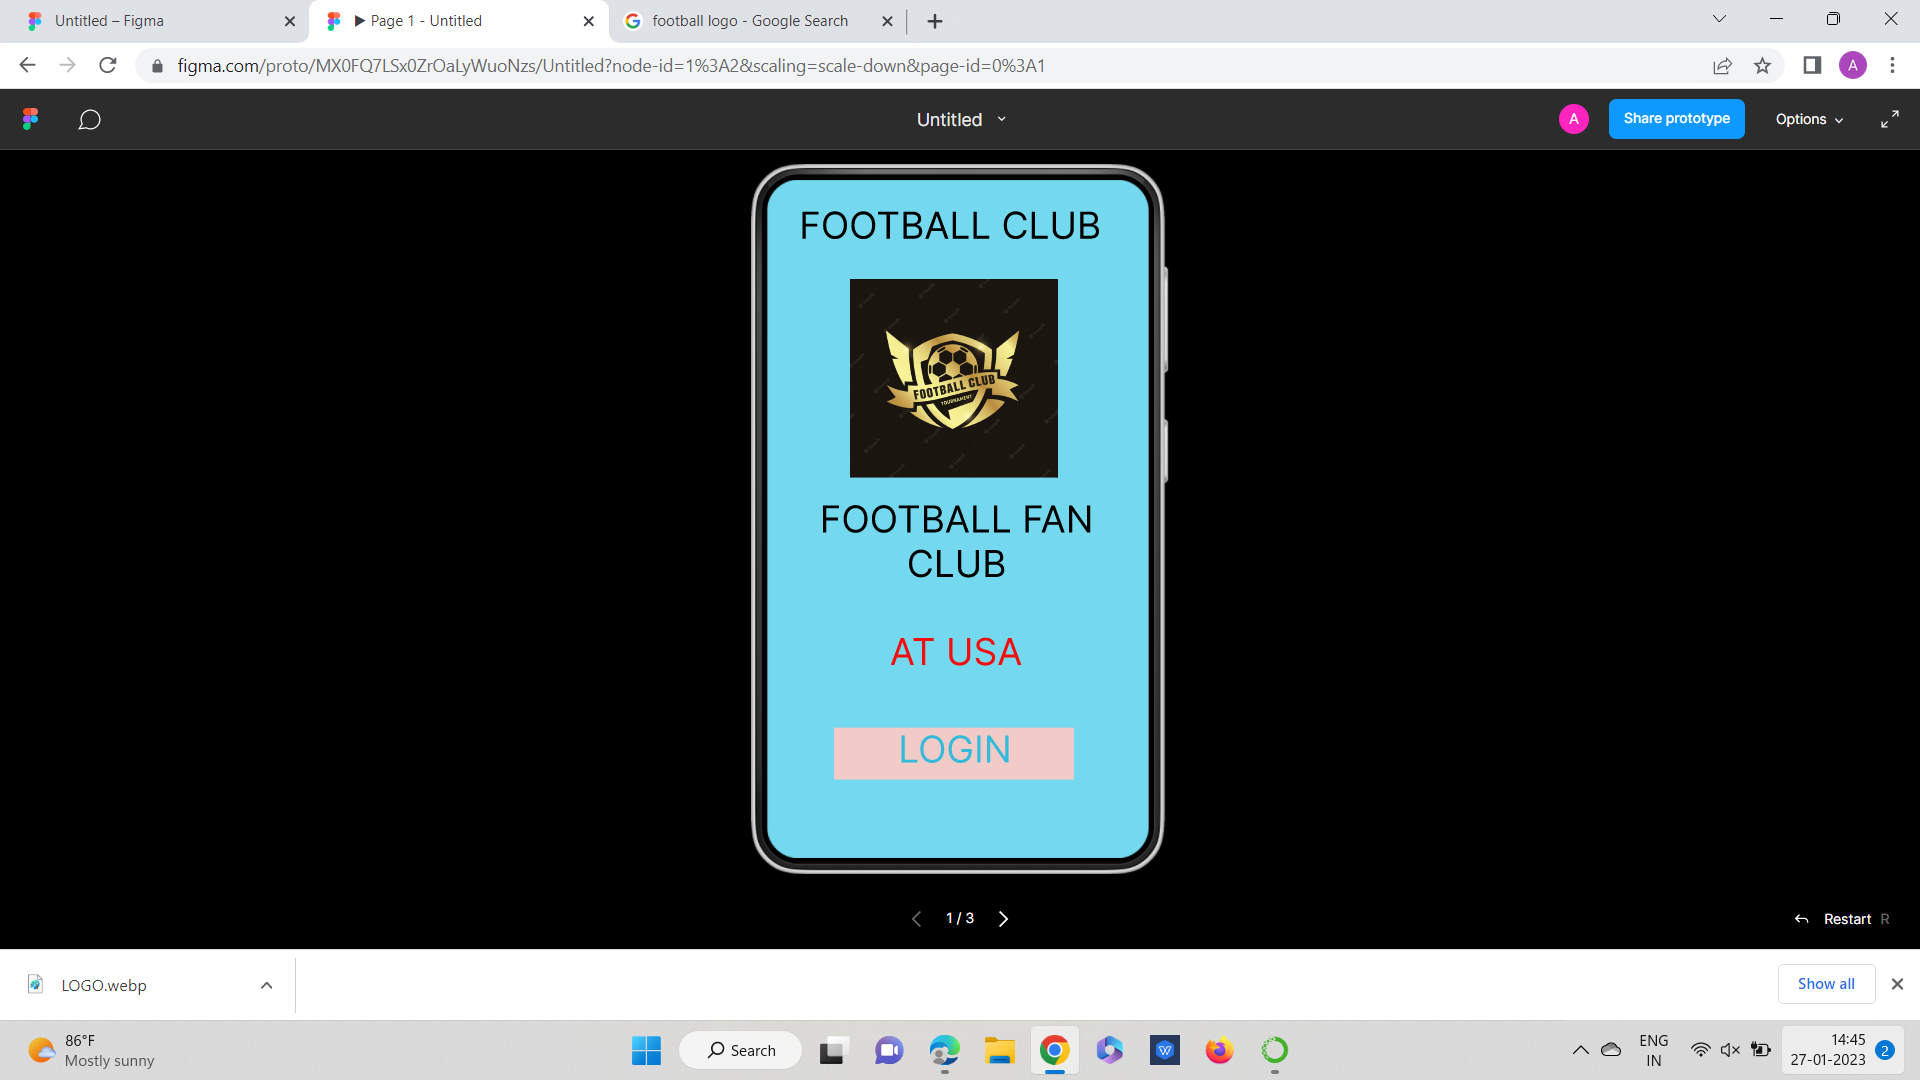 Untitled – Figma
▶ Page 1 - Untitled
football logo - Google Search
figma.com/proto/MX0FQ7LSx0ZrOaLyWuoNzs/Untitled?node-id=1%3A2&scaling=scale-down&page-id=0%3A1
A
Untitled
A
Share prototype
Options
FOOTBALL CLUB
FOOTBALL CLUB
TOURNAMENT
FOOTBALL FAN
CLUB
AT USA
LOGIN
1 / 3
Restart R
LOGO.webp
Show all
86°F
Mostly sunny
Search
W
ENG
IN
14:45
27-01-2023
2